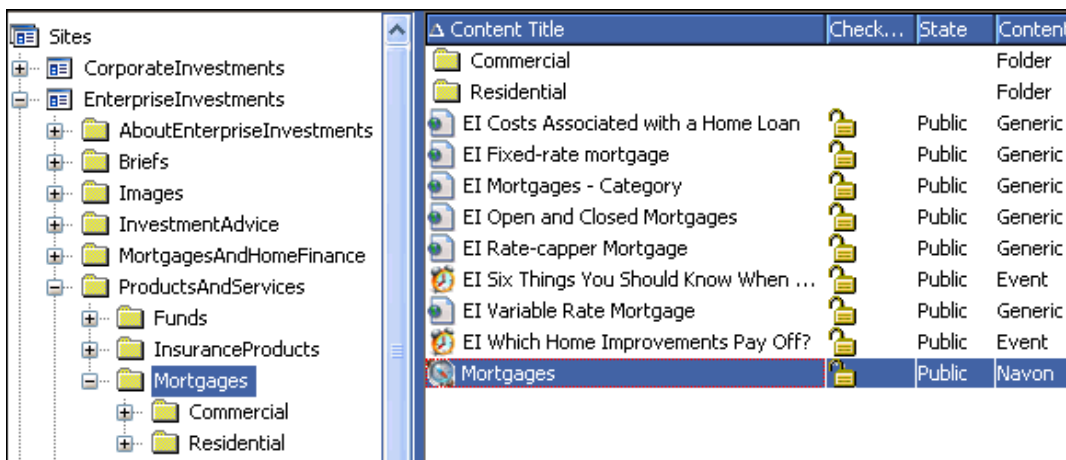 Sites
CorporateInvestments
EnterpriseInvestments
AboutEnterpriseInvestments
Briefs
Images
InvestmentAdvice
MortgagesAndHomeFinance
ProductsAndServices
Funds
InsuranceProducts
Mortgages
Commercial
Residential
Content Title Check... State Content
Commercial Folder
Residential Folder
EI Costs Associated with a Home Loan Public Generic
EI Fixed-rate mortgage Public Generic
EI Mortgages - Category Public Generic
EI Open and Closed Mortgages Public Generic
EI Rate-capper Mortgage Public Generic
EI Six Things You Should Know When ... Public Event
EI Variable Rate Mortgage Public Generic
EI Which Home Improvements Pay Off? Public Event
Mortgages Public Navon